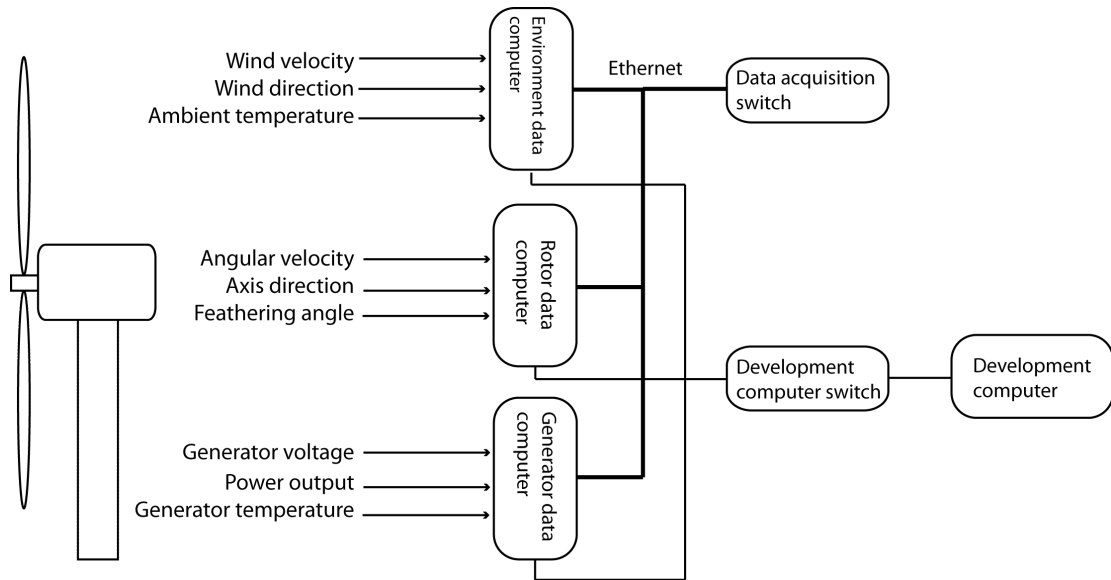 Wind velocity
Wind direction
Ambient temperature
Environment data
computer
Ethernet
Data acquisition
switch
Angular velocity
Axis direction
Feathering angle
Rotor data
computer
Development
computer switch
Development
computer
Generator voltage
Power output
Generator temperature
Generator data
computer